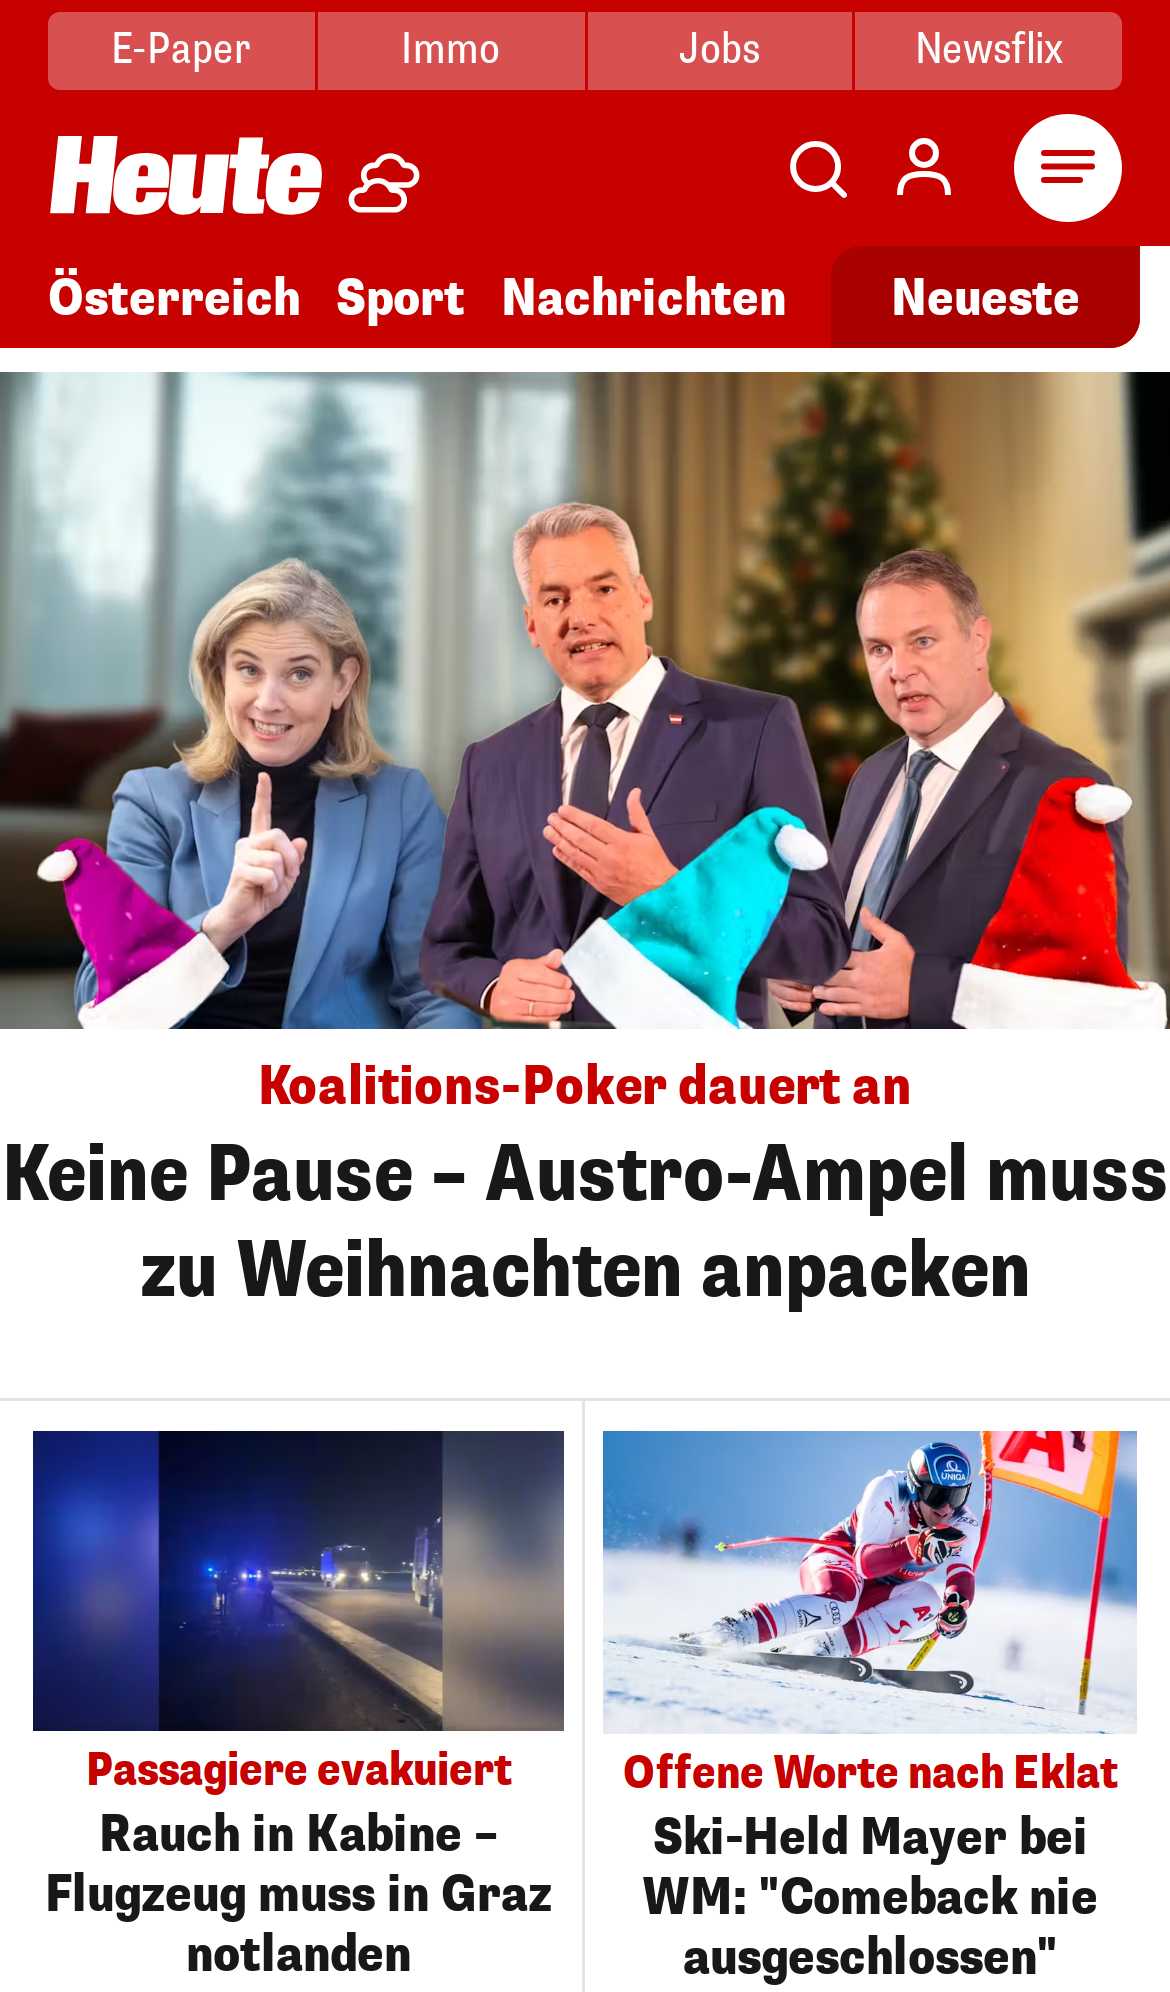 E-Paper
Immo
Jobs
Newsflix
Heute
Österreich
Sport
Nachrichten
Neueste
Koalitions-Poker dauert an
Keine Pause – Austro-Ampel muss
zu Weihnachten anpacken
UNIQA
Passagiere evakuiert
Rauch in Kabine –
Flugzeug muss in Graz
notlanden
Offene Worte nach Eklat
Ski-Held Mayer bei
WM: "Comeback nie
ausgeschlossen"